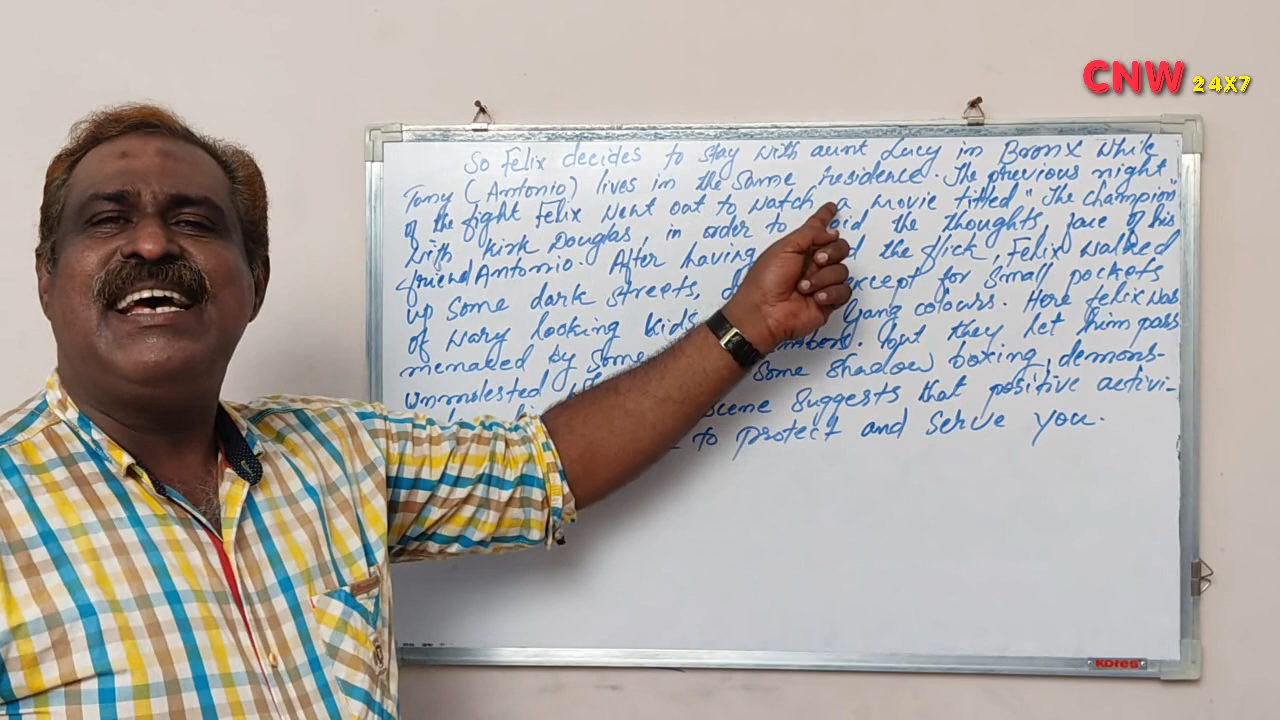 CNW 24X7
So Felix decides to stay with aunt Lucy in Bronx while
Tony (Antonio) lives in the same residence. The previous night
of the fight Felix went out to watch a movie titled "The champion"
with Kirk Douglas, in order to the thoughts, face of his
friend Antonio. After having the flick, Felix walked
up some dark streets, except for small pockets
of wary looking kids gang colours. Here Felix was
menaced by some but they let him pass
unmolested some shadow boxing, demons-
scene suggests that positive activi-
to protect and serve you.
KORES